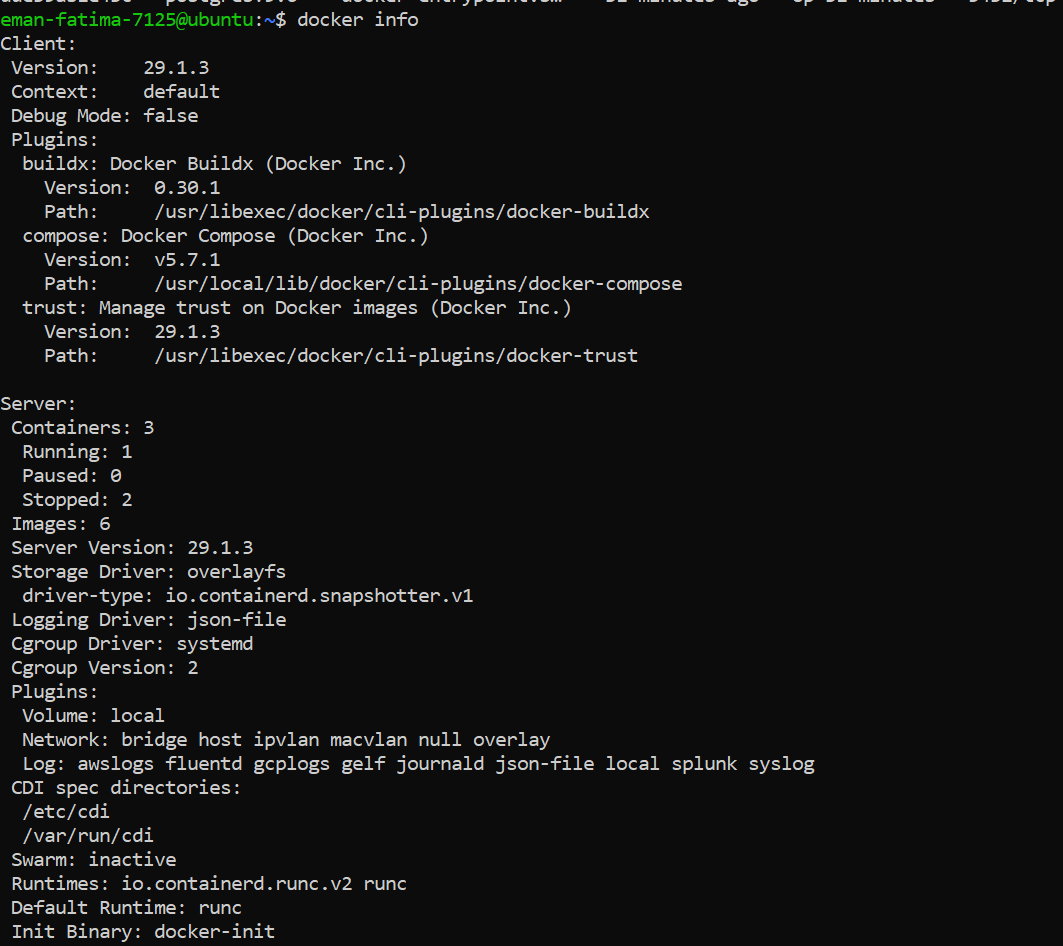 eman-fatima-7125@ubuntu:~$ docker info
Client:
 Version:    29.1.3
 Context:    default
 Debug Mode: false
 Plugins:
  buildx: Docker Buildx (Docker Inc.)
    Version:  0.30.1
    Path:     /usr/libexec/docker/cli-plugins/docker-buildx
  compose: Docker Compose (Docker Inc.)
    Version:  v5.7.1
    Path:     /usr/local/lib/docker/cli-plugins/docker-compose
  trust: Manage trust on Docker images (Docker Inc.)
    Version:  29.1.3
    Path:     /usr/libexec/docker/cli-plugins/docker-trust

Server:
 Containers: 3
  Running: 1
  Paused: 0
  Stopped: 2
 Images: 6
 Server Version: 29.1.3
 Storage Driver: overlayfs
  driver-type: io.containerd.snapshotter.v1
 Logging Driver: json-file
 Cgroup Driver: systemd
 Cgroup Version: 2
 Plugins:
  Volume: local
  Network: bridge host ipvlan macvlan null overlay
  Log: awslogs fluentd gcplogs gelf journald json-file local splunk syslog
 CDI spec directories:
  /etc/cdi
  /var/run/cdi
 Swarm: inactive
 Runtimes: io.containerd.runc.v2 runc
 Default Runtime: runc
 Init Binary: docker-init